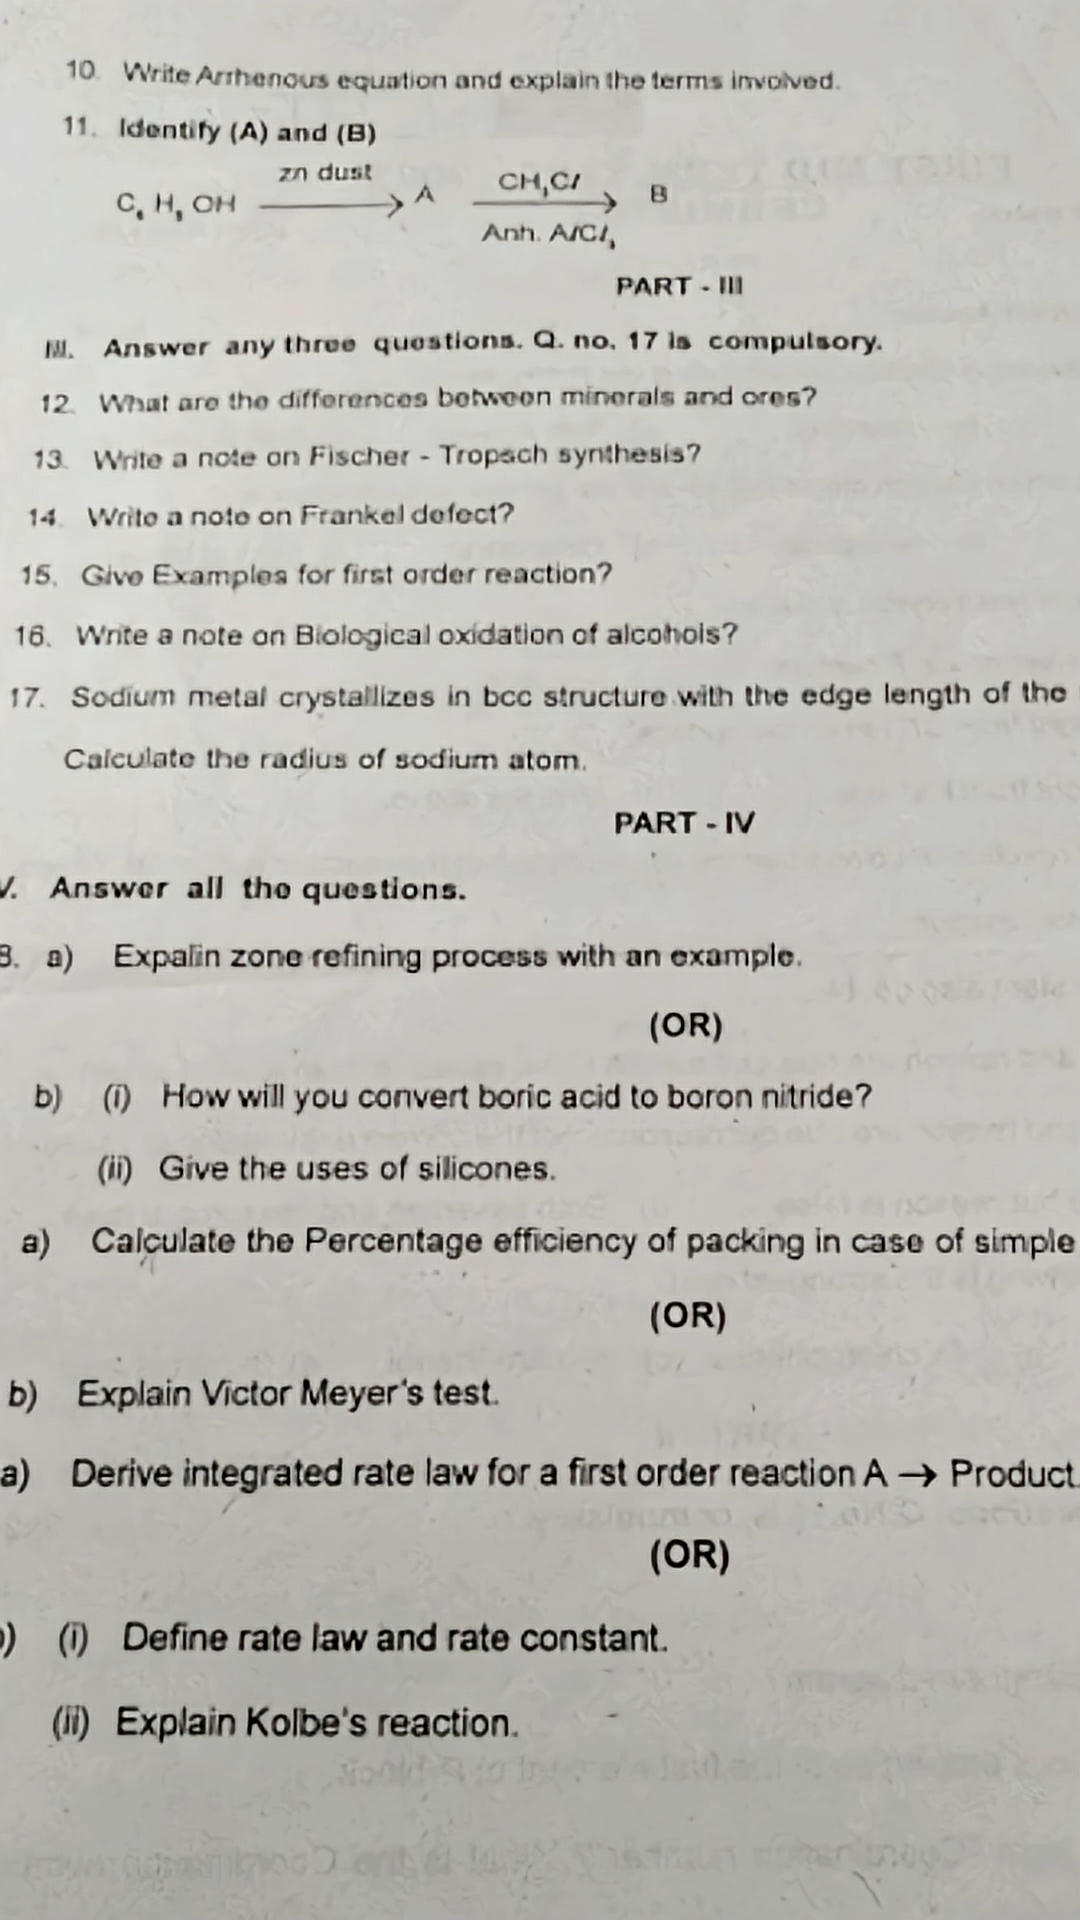 10. Write Arrhenous equation and explain the terms involved.
11. Identify (A) and (B)
zn dust
CH₃Cl
C₆ H₅ OH ⟶ A ⟶ B
Anh. AlCl₃
PART - III
III. Answer any three questions. Q. no. 17 is compulsory.
12. What are the differences between minerals and ores?
13. Write a note on Fischer - Tropsch synthesis?
14. Write a note on Frankel defect?
15. Give Examples for first order reaction?
16. Write a note on Biological oxidation of alcohols?
17. Sodium metal crystallizes in bcc structure with the edge length of the
Calculate the radius of sodium atom.
PART - IV
V. Answer all the questions.
8. a) Expalin zone refining process with an example.
(OR)
b) (i) How will you convert boric acid to boron nitride?
(ii) Give the uses of silicones.
a) Calculate the Percentage efficiency of packing in case of simple
(OR)
b) Explain Victor Meyer's test.
a) Derive integrated rate law for a first order reaction A → Product.
(OR)
) (i) Define rate law and rate constant.
(ii) Explain Kolbe's reaction.